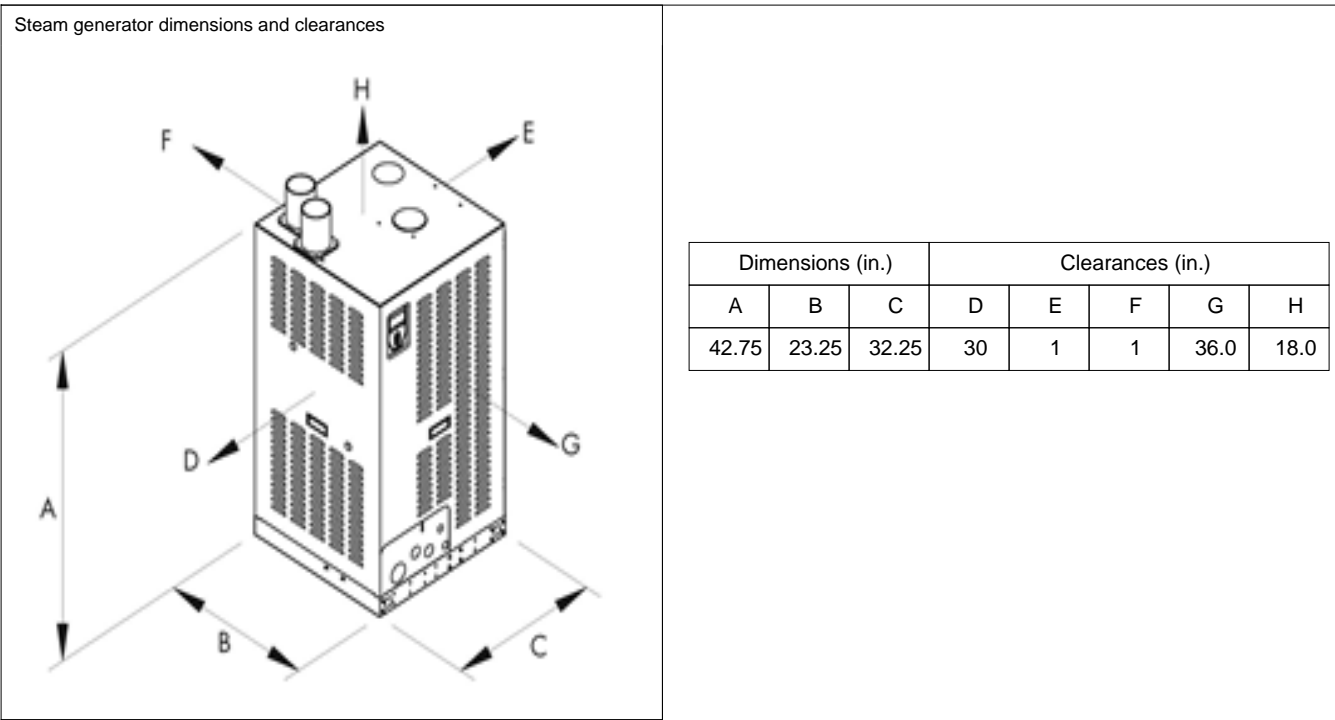 Steam generator dimensions and clearances
H
F
E
D
G
A
B
C
Dimensions (in.) Clearances (in.)
A B C D E F G H
42.75 23.25 32.25 30 1 1 36.0 18.0